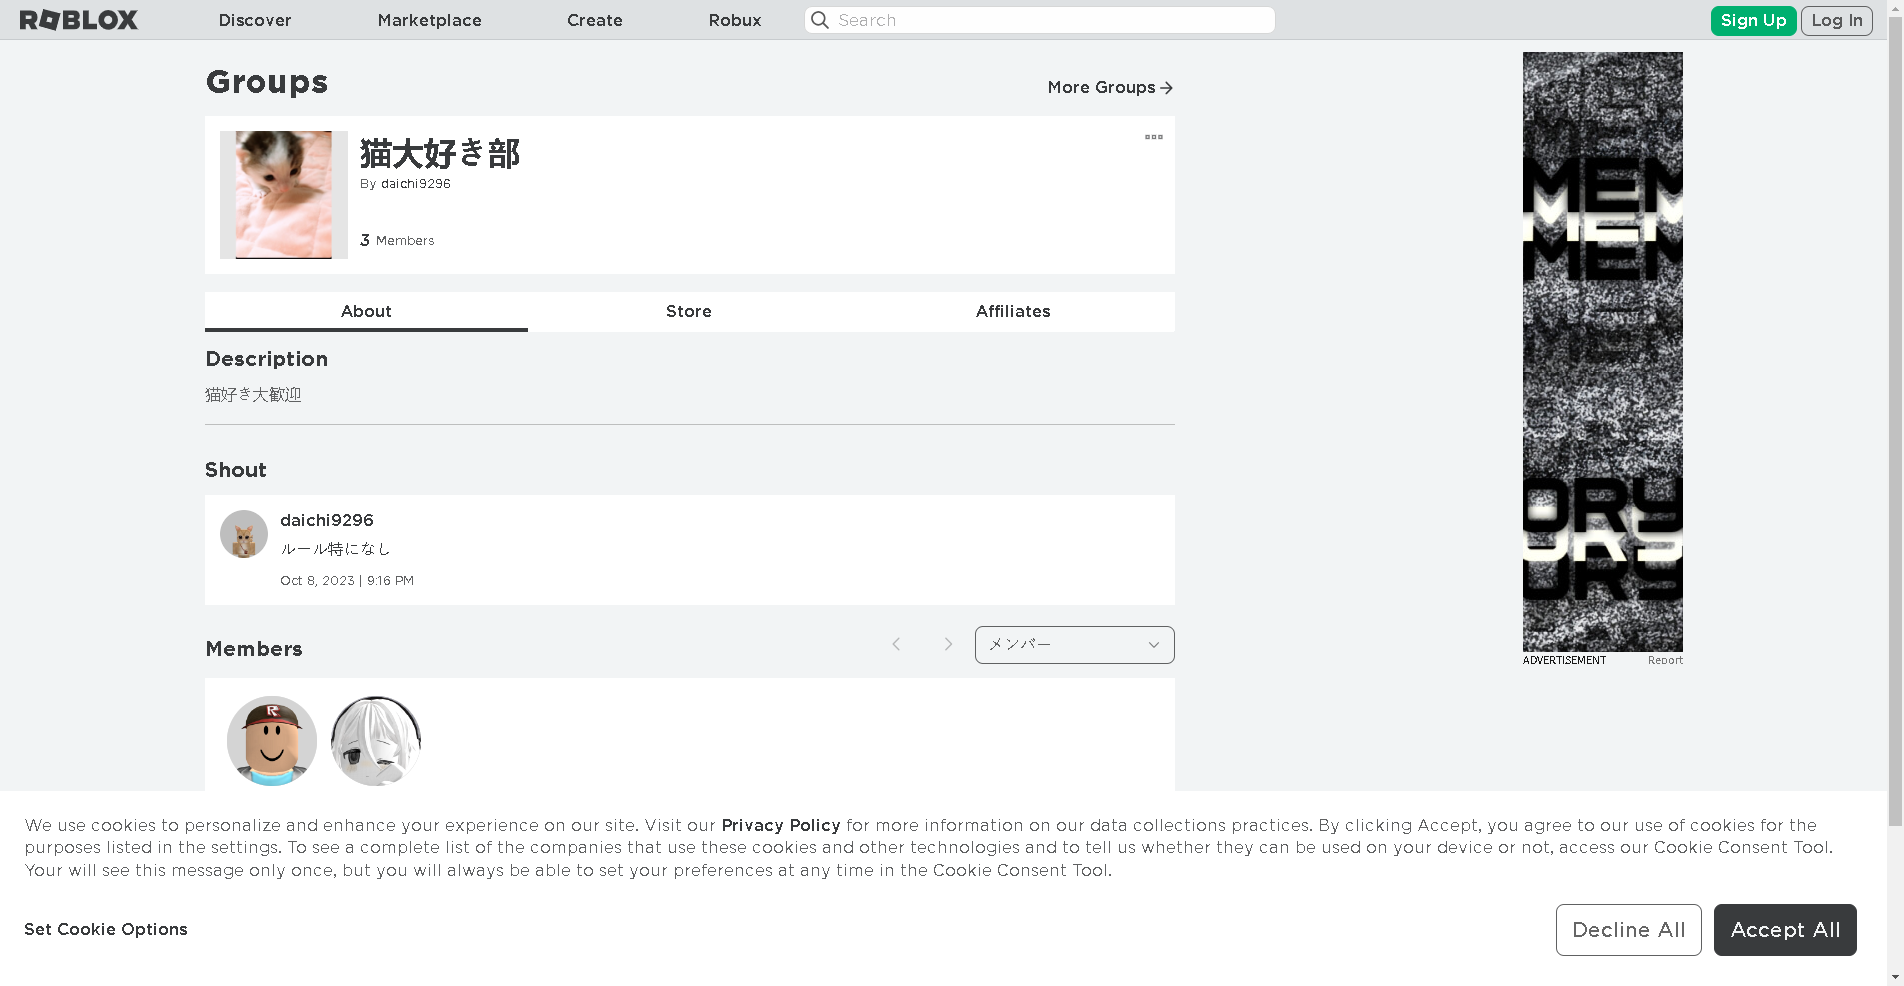 ROBLOX Discover Marketplace Create Robux Search Sign Up Log In
Groups
More Groups
猫大好き部
By daichi9296
3 Members
About Store Affiliates
Description
猫好き大歓迎
Shout
daichi9296
ルール特になし
Oct 8, 2023 | 9:16 PM
Members
メンバー
MEM
MEM
MEM
ORY
ORY
ORY
ADVERTISEMENT Report
We use cookies to personalize and enhance your experience on our site. Visit our Privacy Policy for more information on our data collections practices. By clicking Accept, you agree to our use of cookies for the
purposes listed in the settings. To see a complete list of the companies that use these cookies and other technologies and to tell us whether they can be used on your device or not, access our Cookie Consent Tool.
Your will see this message only once, but you will always be able to set your preferences at any time in the Cookie Consent Tool.
Set Cookie Options
Decline All Accept All